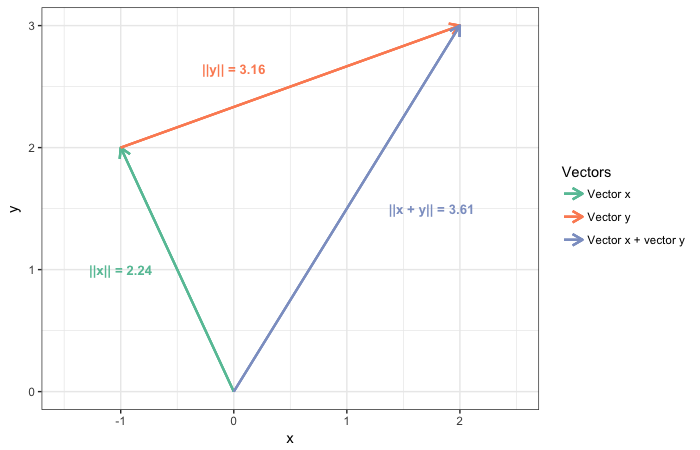 3
||y|| = 3.16
2
||x + y|| = 3.61
||x|| = 2.24
1
0
-1 0 1 2
x
y
Vectors
Vector x
Vector y
Vector x + vector y